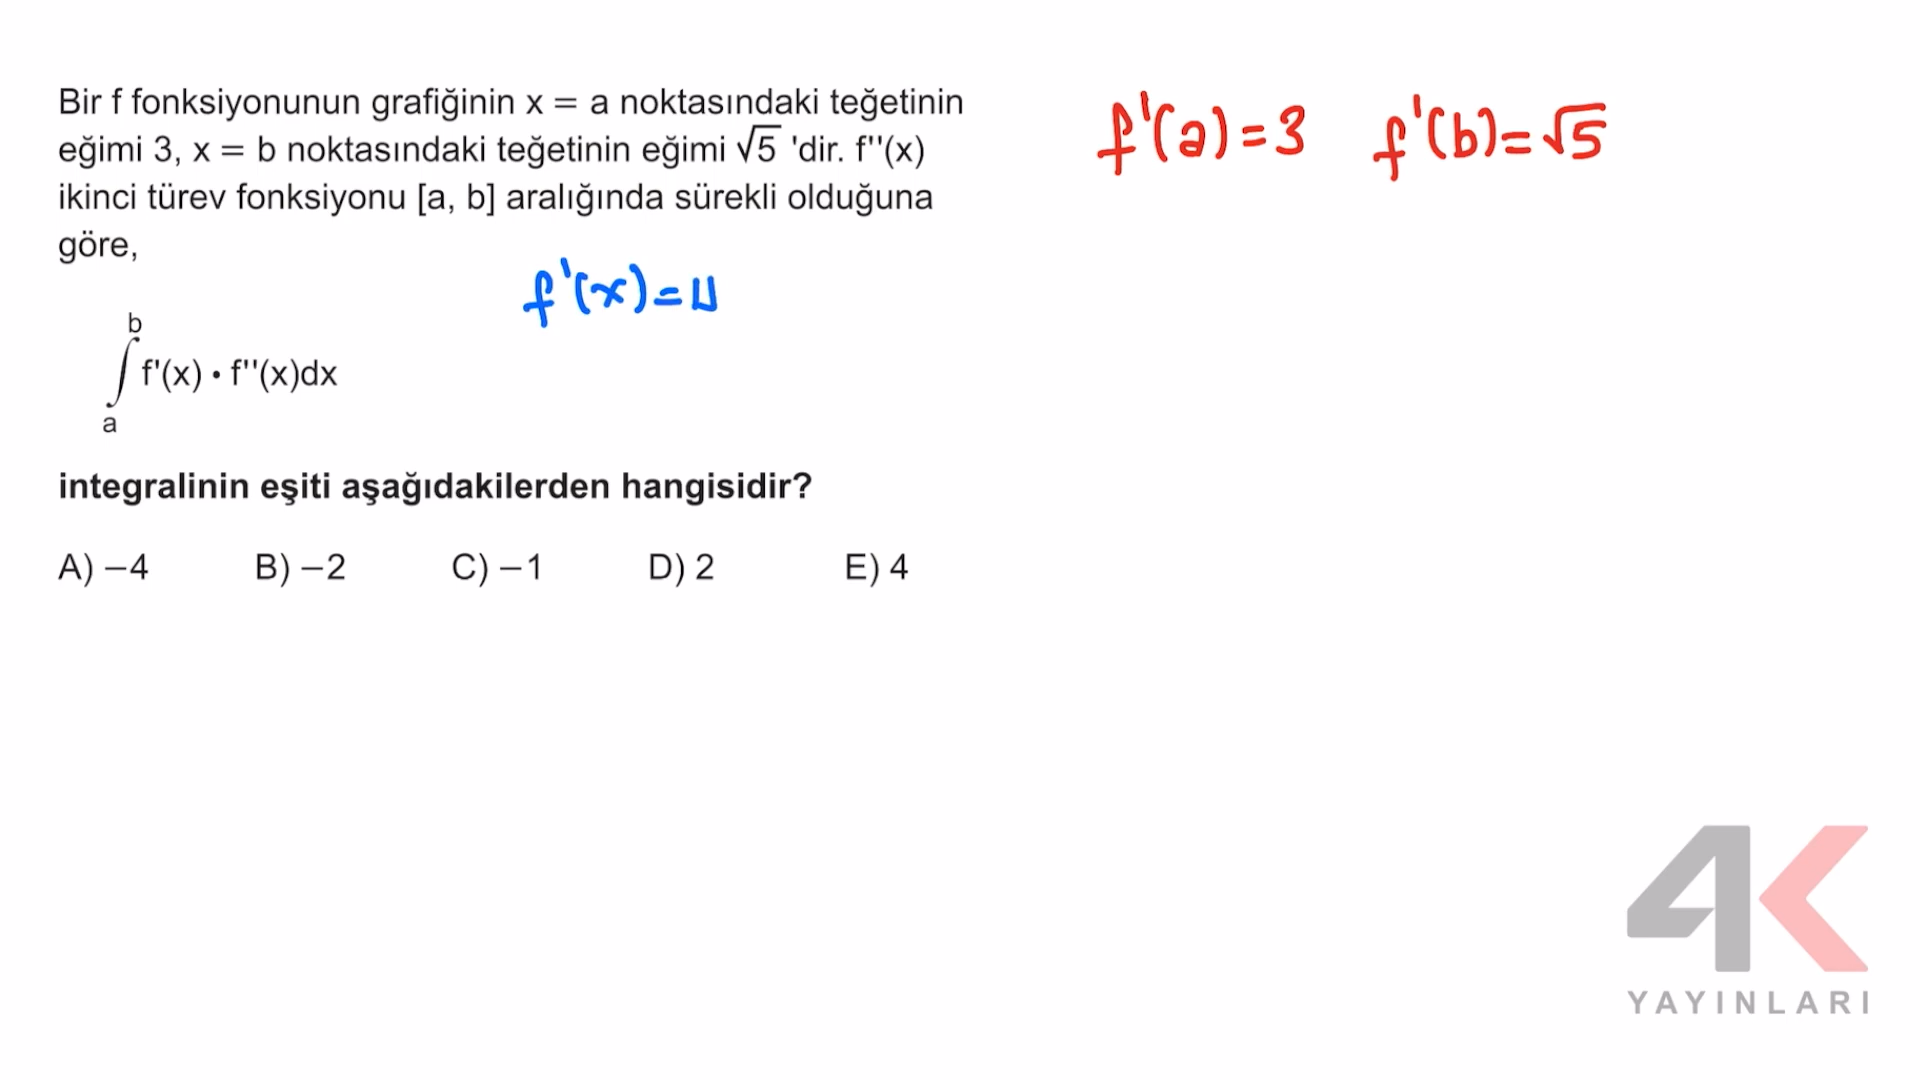 Bir f fonksiyonunun grafiğinin x = a noktasındaki teğetinin
eğimi 3, x = b noktasındaki teğetinin eğimi √5 'dir. f''(x)
ikinci türev fonksiyonu [a, b] aralığında sürekli olduğuna
göre,
f'(a)=3 f'(b)=√5
f'(x)=u
b
∫ f'(x) • f''(x)dx
a
integralinin eşiti aşağıdakilerden hangisidir?
A) −4 B) −2 C) −1 D) 2 E) 4
4K
YAYINLARI